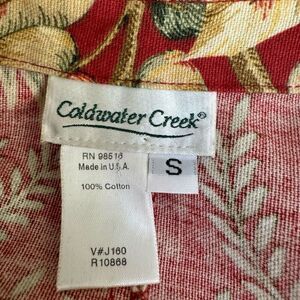 Coldwater Creek®
S
RN 98516
Made in U.S.A.
100% Cotton
V#J160
R10868